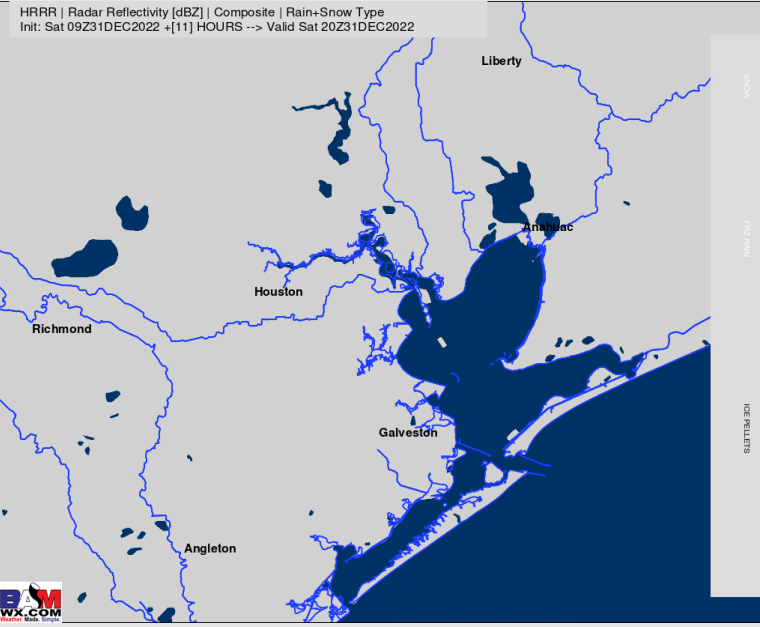 HRRR | Radar Reflectivity [dBZ] | Composite | Rain+Snow Type
Init: Sat 09Z31DEC2022 +[11] HOURS --> Valid Sat 20Z31DEC2022
Liberty
SNOW
Anahuac
FRZ RAIN
Houston
Richmond
ICE PELLETS
Galveston
Angleton
BAM
WX.COM
Weather. Made. Simple.